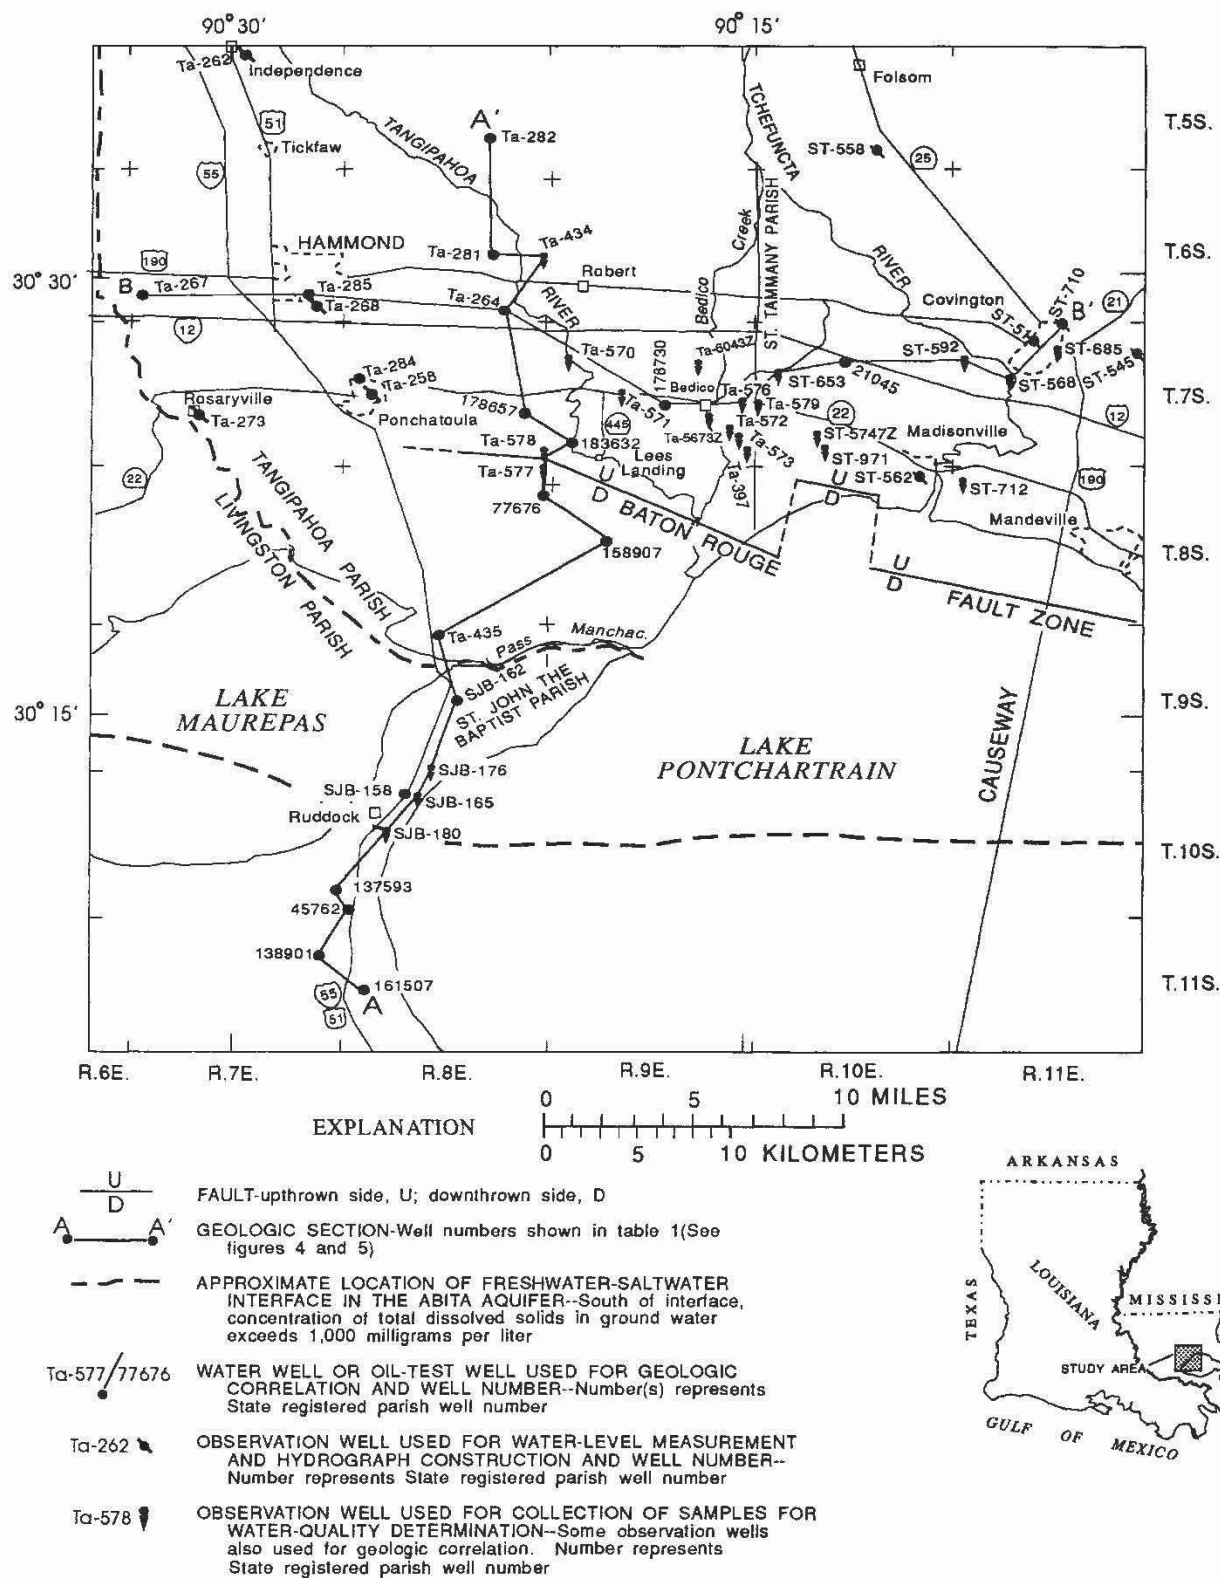 90° 30′
90° 15′
Ta-262
Independence
Folsom
51
A′
Ta-282
TANGIPAHOA
TCHEFUNCTA
T.5S.
Tickfaw
55
ST-558
25
ST. TAMMANY PARISH
Creek
HAMMOND
Ta-434
Ta-281
RIVER
T.6S.
190
Robert
30° 30′
B
Ta-267
Ta-285
Ta-268
Ta-264
RIVER
Bedico
Covington
ST-51
ST-710
B′
21
12
Ta-570
Ta-6043Z
178730
ST-592
ST-685
ST-545
Ta-284
Ta-258
Bedico
Ta-576
ST-653
21045
ST-568
T.7S.
Rosaryville
Ta-273
Ponchatoula
178657
445
Ta-571
Ta-579
22
12
Ta-572
Ta-5673Z
ST-5747Z
Madisonville
Ta-578
183632
Lees
Landing
Ta-573
ST-971
22
Ta-577
Ta-397
ST-562
ST-712
190
U
D
BATON ROUGE
U
D
77676
Mandeville
TANGIPAHOA PARISH
LIVINGSTON PARISH
158907
T.8S.
U
D
FAULT ZONE
Ta-435
Pass
Manchac.
SJB-162
ST. JOHN THE
BAPTIST PARISH
LAKE
MAUREPAS
30° 15′
T.9S.
LAKE
PONTCHARTRAIN
CAUSEWAY
SJB-176
SJB-158
SJB-165
Ruddock
SJB-180
T.10S.
137593
45762
138901
161507
A
55
51
T.11S.
R.6E.
R.7E.
R.8E.
R.9E.
R.10E.
R.11E.
0 5 10 MILES
EXPLANATION
0 5 10 KILOMETERS
U
D
FAULT-upthrown side, U; downthrown side, D
A A′
GEOLOGIC SECTION-Well numbers shown in table 1(See
figures 4 and 5)
APPROXIMATE LOCATION OF FRESHWATER-SALTWATER
INTERFACE IN THE ABITA AQUIFER--South of interface,
concentration of total dissolved solids in ground water
exceeds 1,000 milligrams per liter
Ta-577/77676
WATER WELL OR OIL-TEST WELL USED FOR GEOLOGIC
CORRELATION AND WELL NUMBER--Number(s) represents
State registered parish well number
Ta-262
OBSERVATION WELL USED FOR WATER-LEVEL MEASUREMENT
AND HYDROGRAPH CONSTRUCTION AND WELL NUMBER--
Number represents State registered parish well number
Ta-578
OBSERVATION WELL USED FOR COLLECTION OF SAMPLES FOR
WATER-QUALITY DETERMINATION--Some observation wells
also used for geologic correlation. Number represents
State registered parish well number
ARKANSAS
TEXAS
LOUISIANA
MISSISSI
STUDY AREA
GULF OF MEXICO